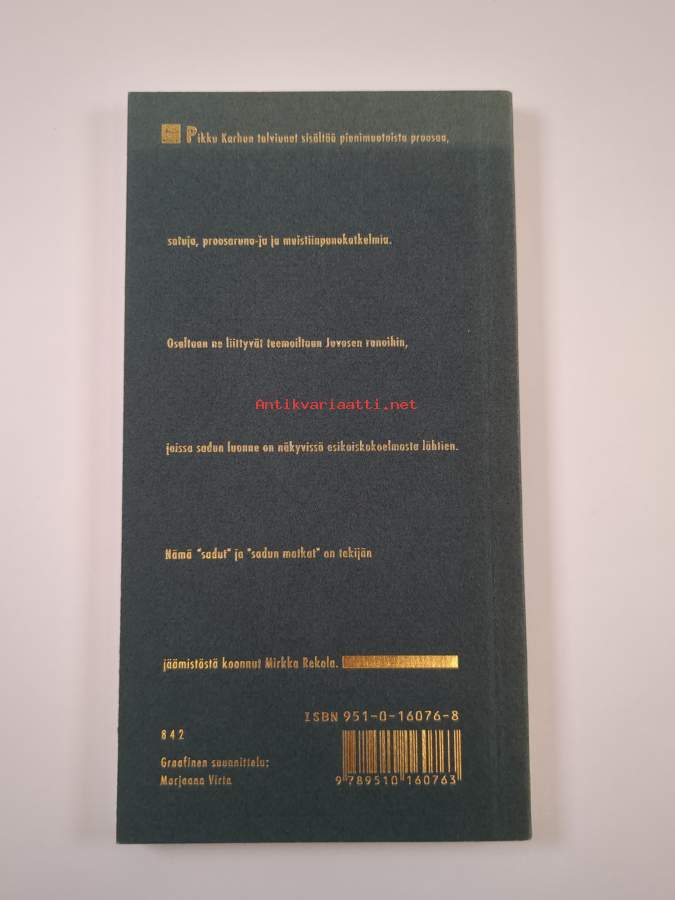 Pikku Karhun talviunet sisältää pienimuotoista proosaa,
satuja, proosaruno-ja ja muistiinpanokatkelmia.
Osaltaan ne liittyvät teemoiltaan Juvosen runoihin,
Antikvariaatti.net
joissa sadun luonne on näkyvissä esikoiskokoelmasta lähtien.
Nämä "sadut" ja "sadun matkat" on tekijän
jäämistöstä koonnut Mirkka Rekola.
ISBN 951-0-16076-8
842
Graafinen suunnittelu:
Marjaana Virta
9 789510 160763